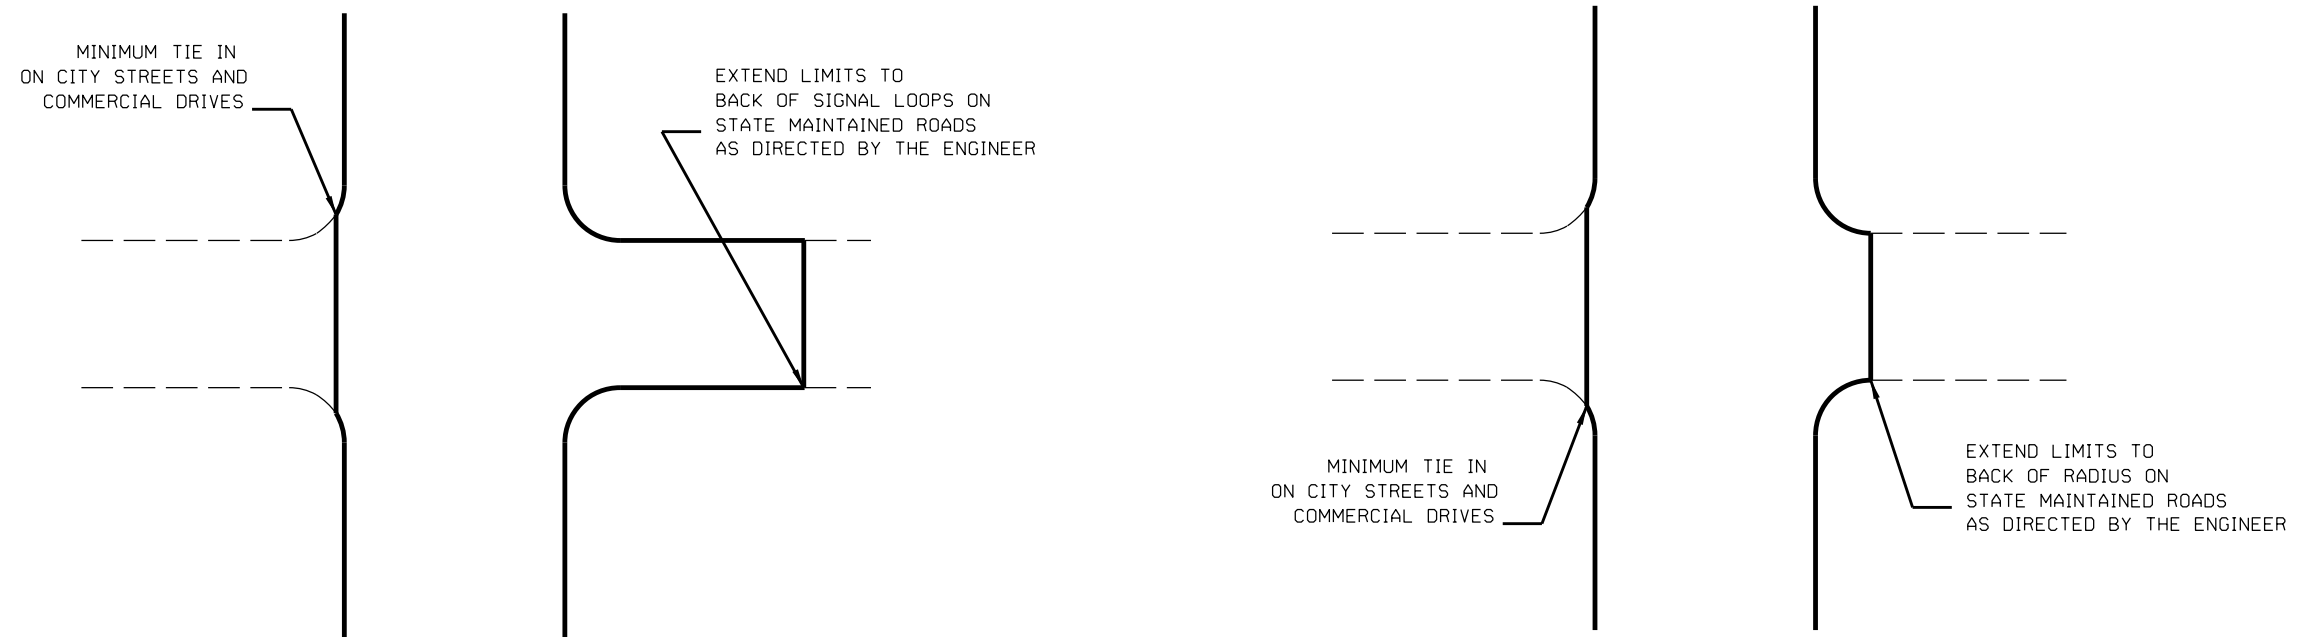 MINIMUM TIE IN
ON CITY STREETS AND
COMMERCIAL DRIVES
EXTEND LIMITS TO
BACK OF SIGNAL LOOPS ON
STATE MAINTAINED ROADS
AS DIRECTED BY THE ENGINEER
MINIMUM TIE IN
ON CITY STREETS AND
COMMERCIAL DRIVES
EXTEND LIMITS TO
BACK OF RADIUS ON
STATE MAINTAINED ROADS
AS DIRECTED BY THE ENGINEER